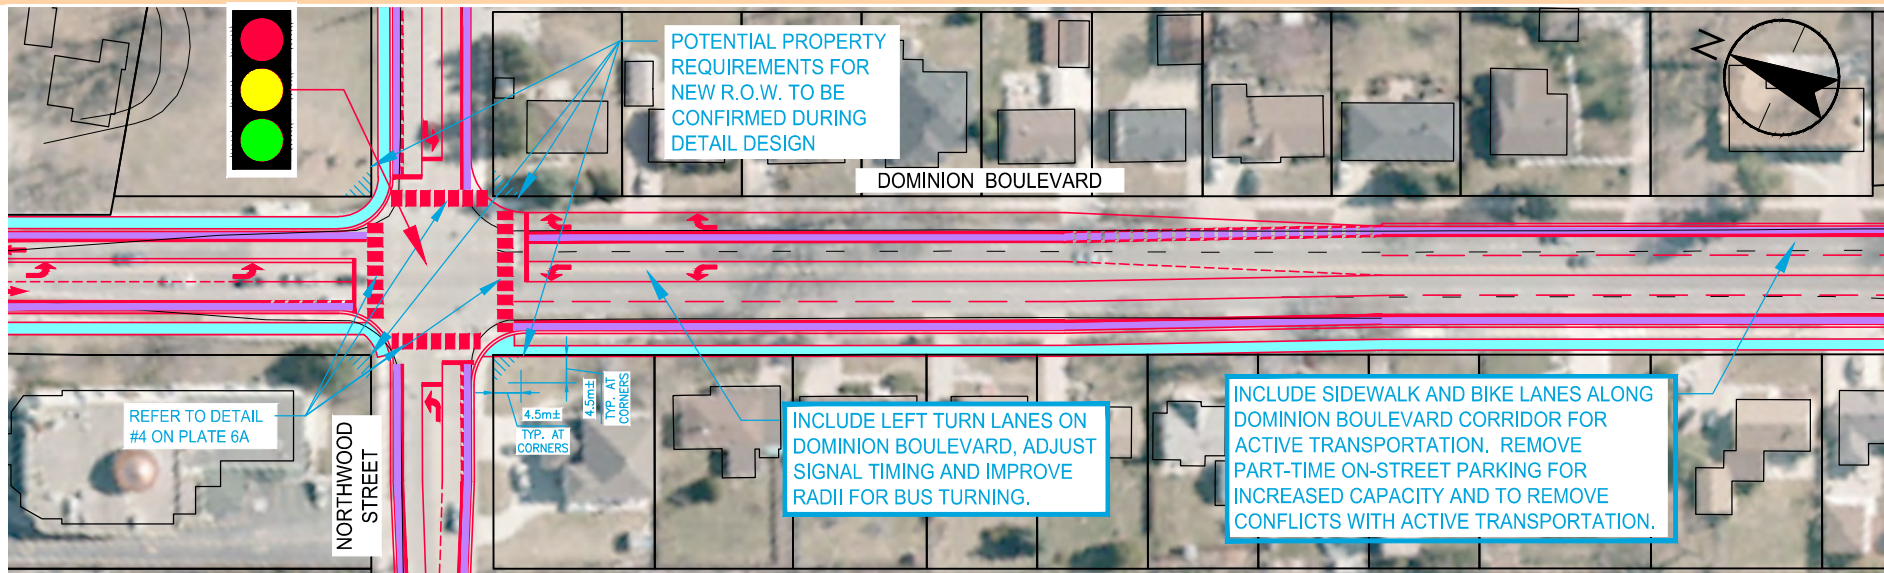 POTENTIAL PROPERTY
REQUIREMENTS FOR
NEW R.O.W. TO BE
CONFIRMED DURING
DETAIL DESIGN
N
DOMINION BOULEVARD
REFER TO DETAIL
#4 ON PLATE 6A
NORTHWOOD
STREET
4.5m±
TYP. AT
CORNERS
4.5m±
TYP. AT
CORNERS
INCLUDE LEFT TURN LANES ON
DOMINION BOULEVARD, ADJUST
SIGNAL TIMING AND IMPROVE
RADII FOR BUS TURNING.
INCLUDE SIDEWALK AND BIKE LANES ALONG
DOMINION BOULEVARD CORRIDOR FOR
ACTIVE TRANSPORTATION. REMOVE
PART-TIME ON-STREET PARKING FOR
INCREASED CAPACITY AND TO REMOVE
CONFLICTS WITH ACTIVE TRANSPORTATION.